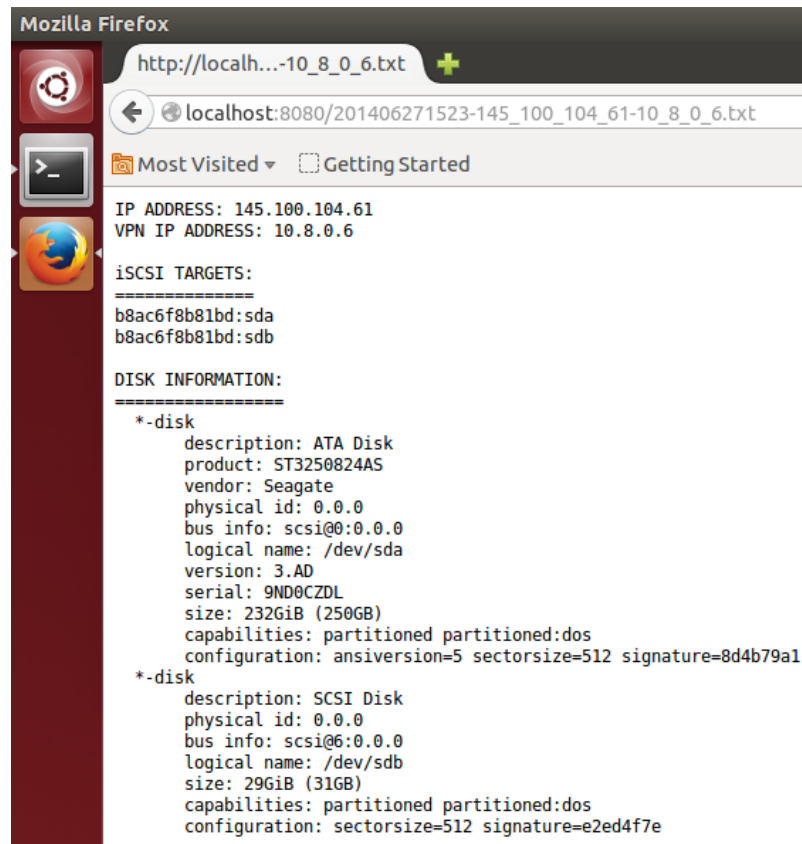 Mozilla Firefox
http://localh...-10_8_0_6.txt
localhost:8080/201406271523-145_100_104_61-10_8_0_6.txt
Most Visited Getting Started
IP ADDRESS: 145.100.104.61
VPN IP ADDRESS: 10.8.0.6
iSCSI TARGETS:
==============
b8ac6f8b81bd:sda
b8ac6f8b81bd:sdb
DISK INFORMATION:
=================
*-disk
description: ATA Disk
product: ST3250824AS
vendor: Seagate
physical id: 0.0.0
bus info: scsi@0:0.0.0
logical name: /dev/sda
version: 3.AD
serial: 9ND0CZDL
size: 232GiB (250GB)
capabilities: partitioned partitioned:dos
configuration: ansiversion=5 sectorsize=512 signature=8d4b79a1
*-disk
description: SCSI Disk
physical id: 0.0.0
bus info: scsi@6:0.0.0
logical name: /dev/sdb
size: 29GiB (31GB)
capabilities: partitioned partitioned:dos
configuration: sectorsize=512 signature=e2ed4f7e